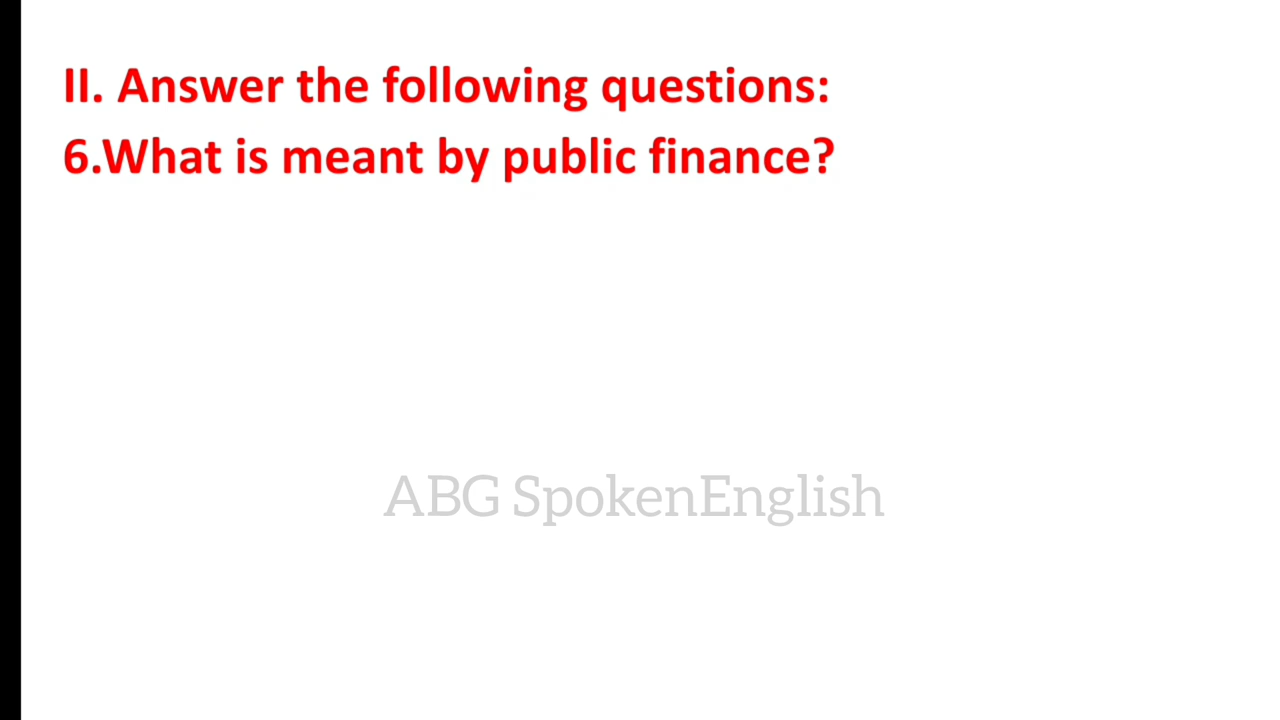 II. Answer the following questions:
6.What is meant by public finance?
ABG SpokenEnglish